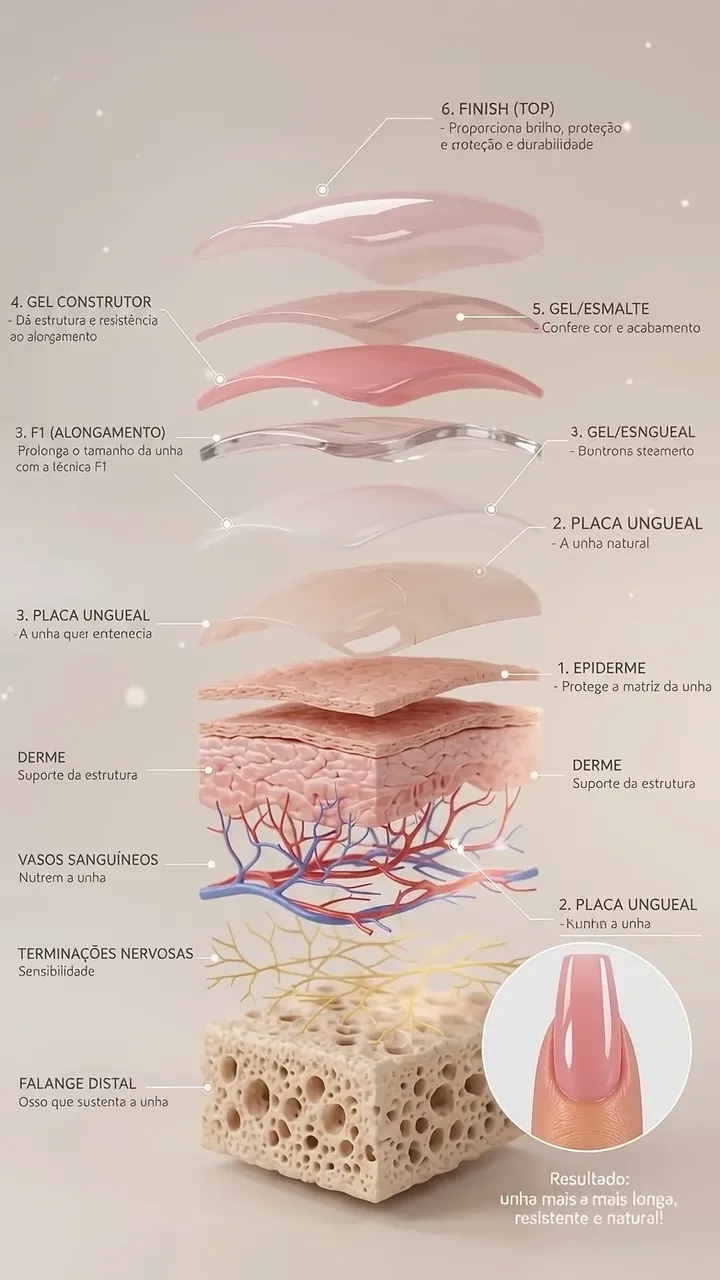 6. FINISH (TOP)
- Proporciona brilho, proteção
e croteção e durabilidade
4. GEL CONSTRUTOR
- Dá estrutura e resistência
ao alorgamento
5. GEL/ESMALTE
- Confere cor e acabamento
3. F1 (ALONGAMENTO)
Prolonga o tamanho da unha
com a lécnica F1
3. GEL/ESNGUEAL
- Buntrons steamerto
2. PLACA UNGUEAL
- A unha natural
3. PLACA UNGUEAL
- A unha quer entenecia
1. EPIDERME
- Protege a matriz da unha
DERME
Suporte da estrutura
DERME
Suporte da estrutura
VASOS SANGUÍNEOS
Nutrem a unha
2. PLACA UNGUEAL
- Kunhn a unha
TERMINAÇÕES NERVOSAS
Sensibilidade
FALANGE DISTAL
Osso que sustenta a unha
Resultado:
unha mais a mais longa,
resistente e natural!